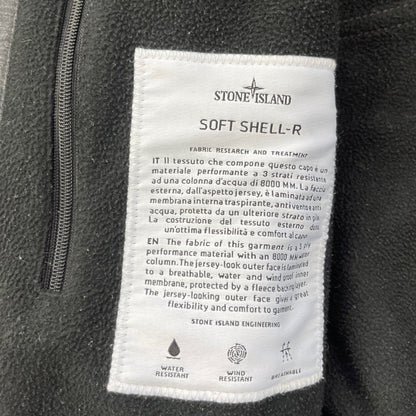 STONE ISLAND
SOFT SHELL-R
FABRIC RESEARCH AND TREATMENT
IT Il tessuto che compone questo capo è un
materiale performante a 3 strati resistente
ad una colonna d'acqua di 8000 MM. La faccia
esterna, dall'aspetto jersey, è laminata ad una
membrana interna traspirante, antivento e anti
acqua, protetta da un ulteriore strato in
La costruzione del tessuto esterno dona
un'ottima flessibilità e comfort al capo.
EN The fabric of this garment is a 3 ply
performance material with an 8000 MM water
column. The jersey-look outer face is laminated
to a breathable, water and wind proof inner
membrane, protected by a fleece backing layer.
The jersey-looking outer face gives a great
flexibility and comfort to garment.
STONE ISLAND ENGINEERING
WATER RESISTANT
WIND RESISTANT
BREATHABLE